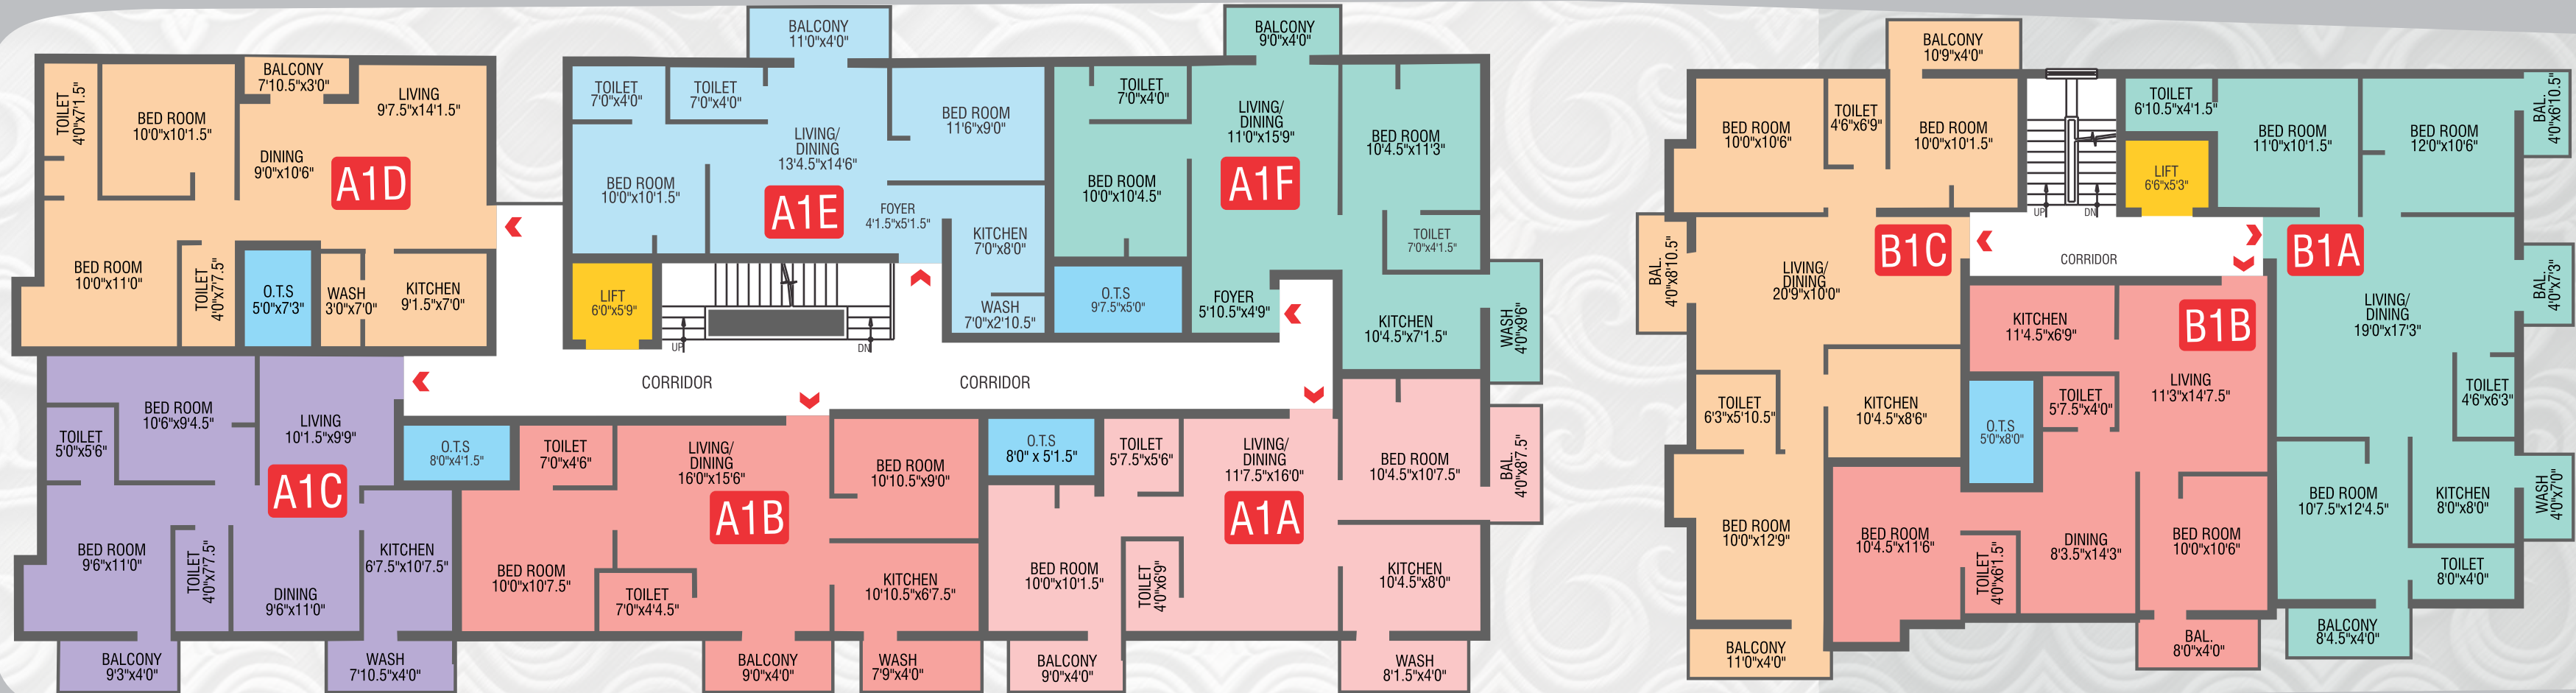 TOILET
4'0"x7'1.5"
BED ROOM
10'0"x10'1.5"
BALCONY
7'10.5"x3'0"
LIVING
9'7.5"x14'1.5"
DINING
9'0"x10'6"
A1D
BED ROOM
10'0"x11'0"
TOILET
4'0"x7'7.5"
O.T.S
5'0"x7'3"
WASH
3'0"x7'0"
KITCHEN
9'1.5"x7'0"
BALCONY
11'0"x4'0"
TOILET
7'0"x4'0"
TOILET
7'0"x4'0"
LIVING/
DINING
13'4.5"x14'6"
BED ROOM
11'6"x9'0"
BED ROOM
10'0"x10'1.5"
A1E
FOYER
4'1.5"x5'1.5"
KITCHEN
7'0"x8'0"
WASH
7'0"x2'10.5"
LIFT
6'0"x5'9"
UP
DN
BALCONY
9'0"x4'0"
TOILET
7'0"x4'0"
LIVING/
DINING
11'0"x15'9"
BED ROOM
10'4.5"x11'3"
BED ROOM
10'0"x10'4.5"
A1F
TOILET
7'0"x4'1.5"
O.T.S
9'7.5"x5'0"
FOYER
5'10.5"x4'9"
KITCHEN
10'4.5"x7'1.5"
WASH
4'0"x9'6"
CORRIDOR
CORRIDOR
BED ROOM
10'6"x9'4.5"
LIVING
10'1.5"x9'9"
TOILET
5'0"x5'6"
A1C
BED ROOM
9'6"x11'0"
TOILET
4'0"x7'7.5"
DINING
9'6"x11'0"
KITCHEN
6'7.5"x10'7.5"
BALCONY
9'3"x4'0"
WASH
7'10.5"x4'0"
O.T.S
8'0"x4'1.5"
TOILET
7'0"x4'6"
LIVING/
DINING
16'0"x15'6"
BED ROOM
10'10.5"x9'0"
A1B
BED ROOM
10'0"x10'7.5"
TOILET
7'0"x4'4.5"
KITCHEN
10'10.5"x6'7.5"
BALCONY
9'0"x4'0"
WASH
7'9"x4'0"
O.T.S
8'0" x 5'1.5"
TOILET
5'7.5"x5'6"
LIVING/
DINING
11'7.5"x16'0"
BED ROOM
10'4.5"x10'7.5"
BAL.
4'0"x8'7.5"
A1A
BED ROOM
10'0"x10'1.5"
TOILET
4'0"x6'9"
KITCHEN
10'4.5"x8'0"
BALCONY
9'0"x4'0"
WASH
8'1.5"x4'0"
BALCONY
10'9"x4'0"
BED ROOM
10'0"x10'6"
TOILET
4'6"x6'9"
BED ROOM
10'0"x10'1.5"
UP
DN
BAL.
4'0"x8'10.5"
LIVING/
DINING
20'9"x10'0"
B1C
TOILET
6'3"x5'10.5"
KITCHEN
10'4.5"x8'6"
BED ROOM
10'0"x12'9"
BALCONY
11'0"x4'0"
TOILET
6'10.5"x4'1.5"
LIFT
6'6"x5'3"
BED ROOM
11'0"x10'1.5"
BED ROOM
12'0"x10'6"
BAL.
4'0"x6'10.5"
CORRIDOR
B1A
BAL.
4'0"x7'3"
LIVING/
DINING
19'0"x17'3"
TOILET
4'6"x6'3"
BED ROOM
10'7.5"x12'4.5"
KITCHEN
8'0"x8'0"
WASH
4'0"x7'0"
TOILET
8'0"x4'0"
BALCONY
8'4.5"x4'0"
KITCHEN
11'4.5"x6'9"
B1B
LIVING
11'3"x14'7.5"
O.T.S
5'0"x8'0"
TOILET
5'7.5"x4'0"
BED ROOM
10'4.5"x11'6"
TOILET
4'0"x6'1.5"
DINING
8'3.5"x14'3"
BED ROOM
10'0"x10'6"
BAL.
8'0"x4'0"